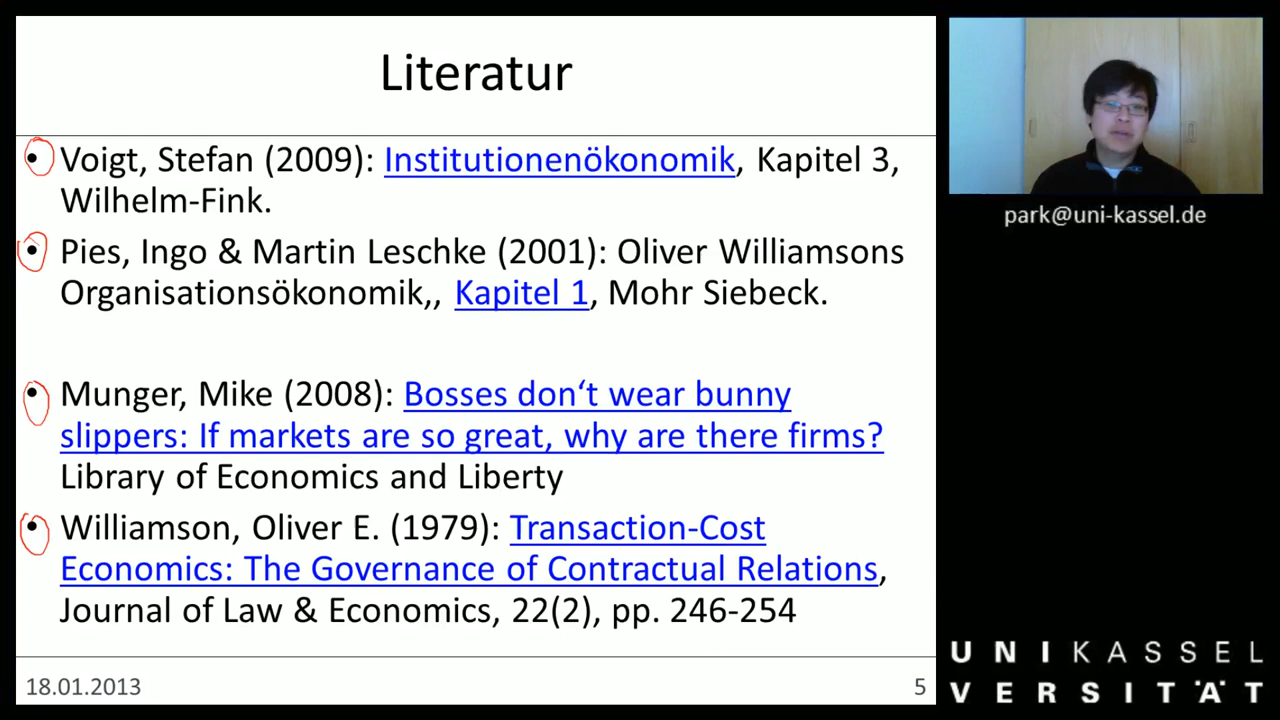 Literatur
• Voigt, Stefan (2009): Institutionenökonomik, Kapitel 3,
Wilhelm-Fink.
• Pies, Ingo & Martin Leschke (2001): Oliver Williamsons
Organisationsökonomik,, Kapitel 1, Mohr Siebeck.
• Munger, Mike (2008): Bosses don‘t wear bunny
slippers: If markets are so great, why are there firms?
Library of Economics and Liberty
• Williamson, Oliver E. (1979): Transaction-Cost
Economics: The Governance of Contractual Relations,
Journal of Law & Economics, 22(2), pp. 246-254
18.01.2013
5
park@uni-kassel.de
UNIKASSEL
VERSITÄT